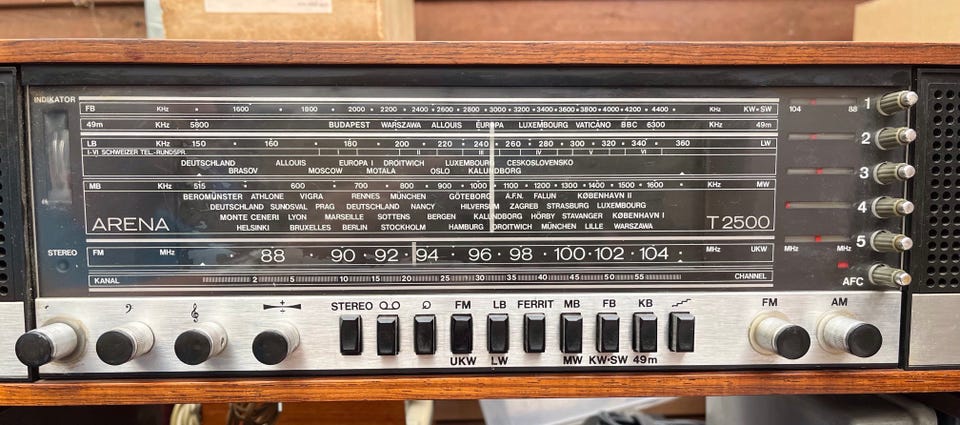 INDIKATOR
FB KHz 1600 1800 2000 2200 2400 2600 2800 3000 3200 3400 3600 3800 4000 4200 4400 KHz KW•SW
49m KHz 5800 BUDAPEST WARSZAWA ALLOUIS EUROPA LUXEMBOURG VATICANO BBC 6300 KHz 49m
LB KHz 150 160 180 200 220 240 260 280 300 320 340 360 LW
I-VI SCHWEIZER TEL.-RUNDSPR. I II III IV V VI
DEUTSCHLAND ALLOUIS EUROPA I DROITWICH LUXEMBOURG CESKOSLOVENSKO
BRASOV MOSCOW MOTALA OSLO KALUNDBORG
MB KHz 515 600 700 800 900 1000 1100 1200 1300 1400 1500 1600 KHz MW
BEROMÜNSTER ATHLONE VIGRA RENNES MÜNCHEN GÖTEBORG A.F.N. FALUN KØBENHAVN II
DEUTSCHLAND SUNDSVAL PRAG DEUTSCHLAND NANCY HILVERSUM ZAGREB STRASBURG LUXEMBOURG
MONTE CENERI LYON MARSEILLE SOTTENS BERGEN KALUNDBORG HÖRBY STAVANGER KØBENHAVN I
HELSINKI BRUXELLES BERLIN STOCKHOLM HAMBURG DROITWICH MÜNCHEN LILLE WARSZAWA
ARENA T 2500
STEREO
FM MHz 88 90 92 94 96 98 100 102 104 MHz UKW
KANAL 2 5 10 15 20 25 30 35 40 45 50 55 CHANNEL
104 88 1
2
3
4
MHz MHz 5
AFC
STEREO FM LB FERRIT MB FB KB FM AM
UKW LW MW KW•SW 49m